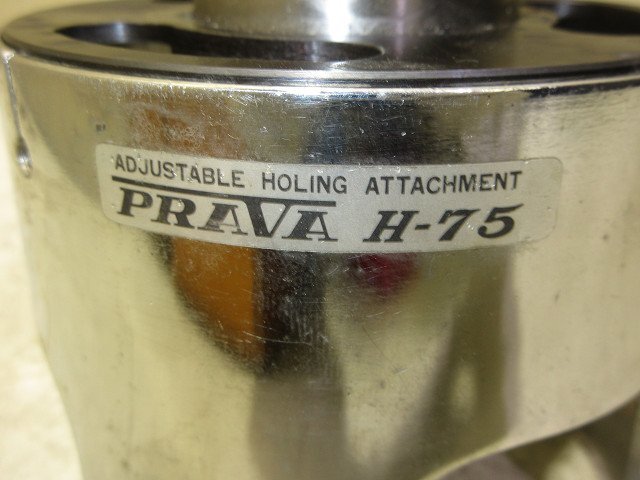 ADJUSTABLE HOLING ATTACHMENT
PRAVA H-75